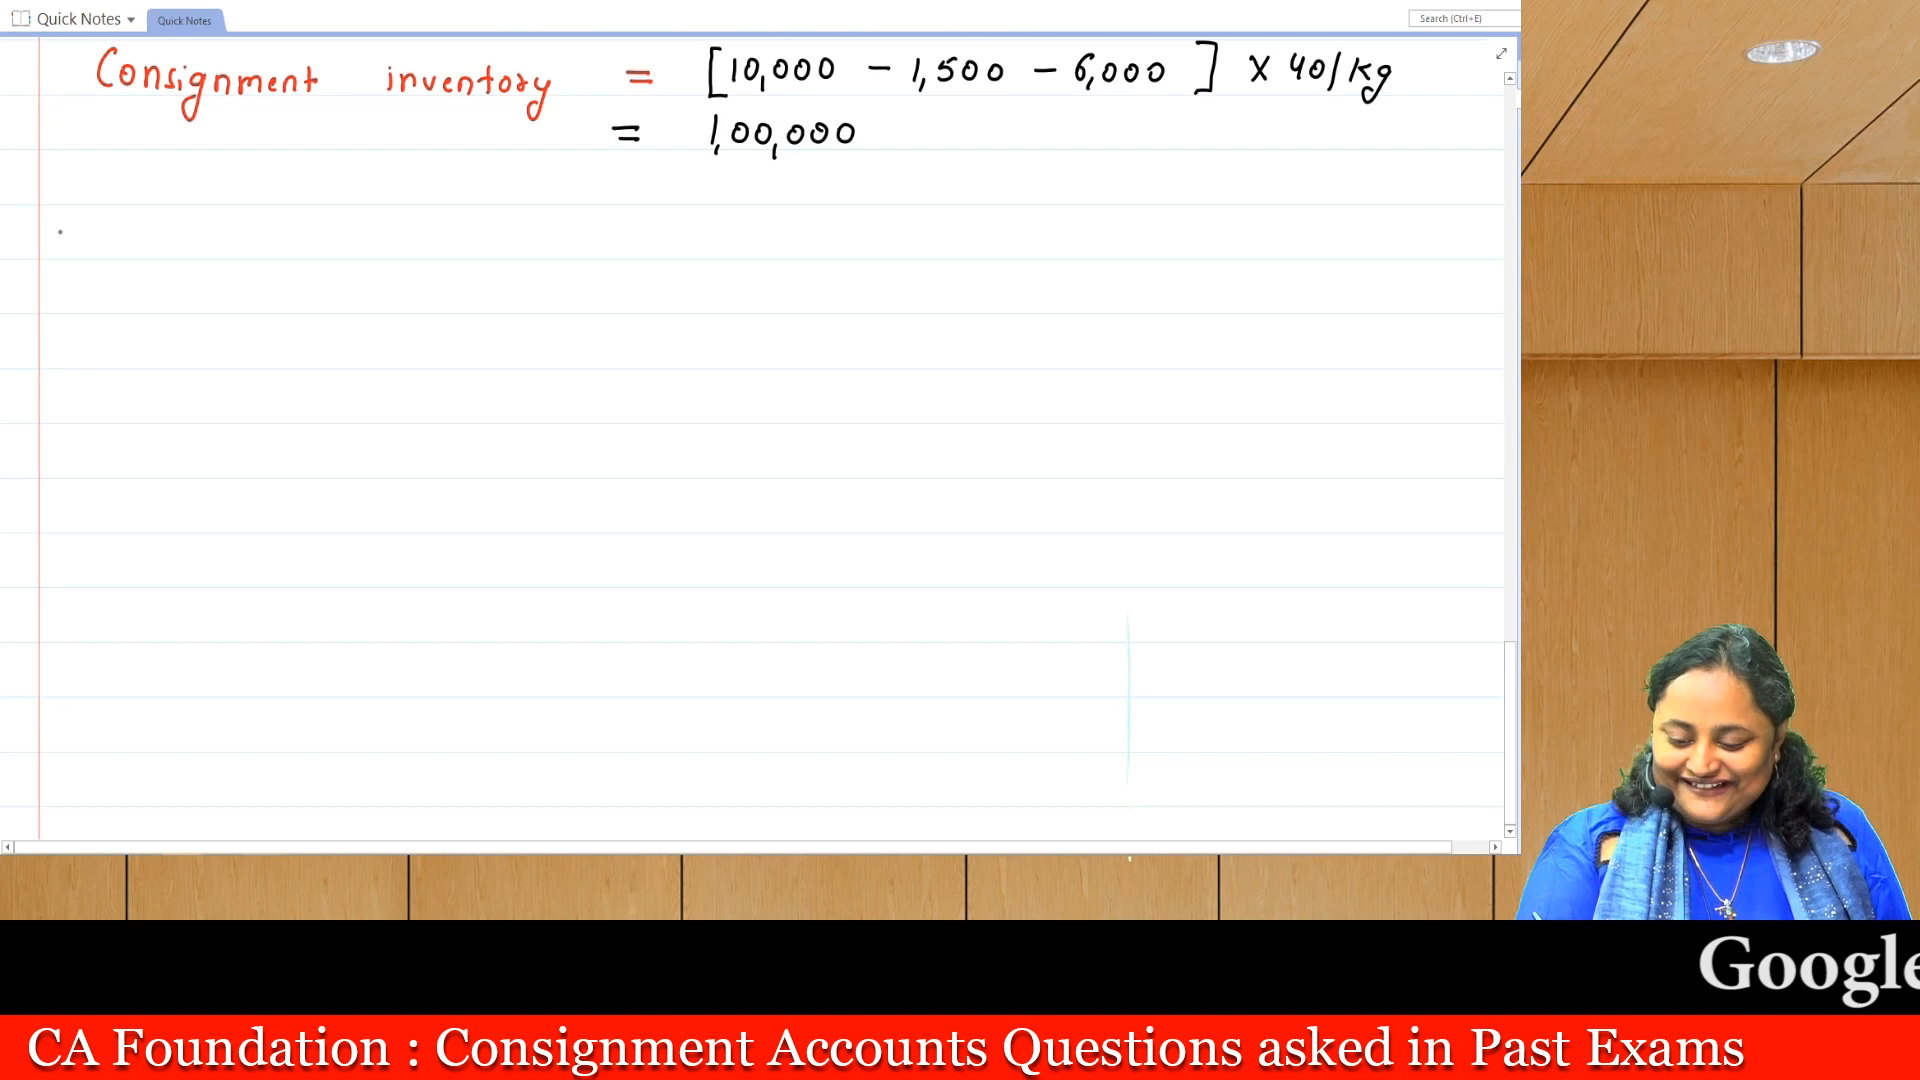 Quick Notes
Quick Notes
Search (Ctrl+E)
Consignment inventory = [10,000 - 1,500 - 6,000] × 40/kg
= 1,00,000
Google
CA Foundation : Consignment Accounts Questions asked in Past Exams